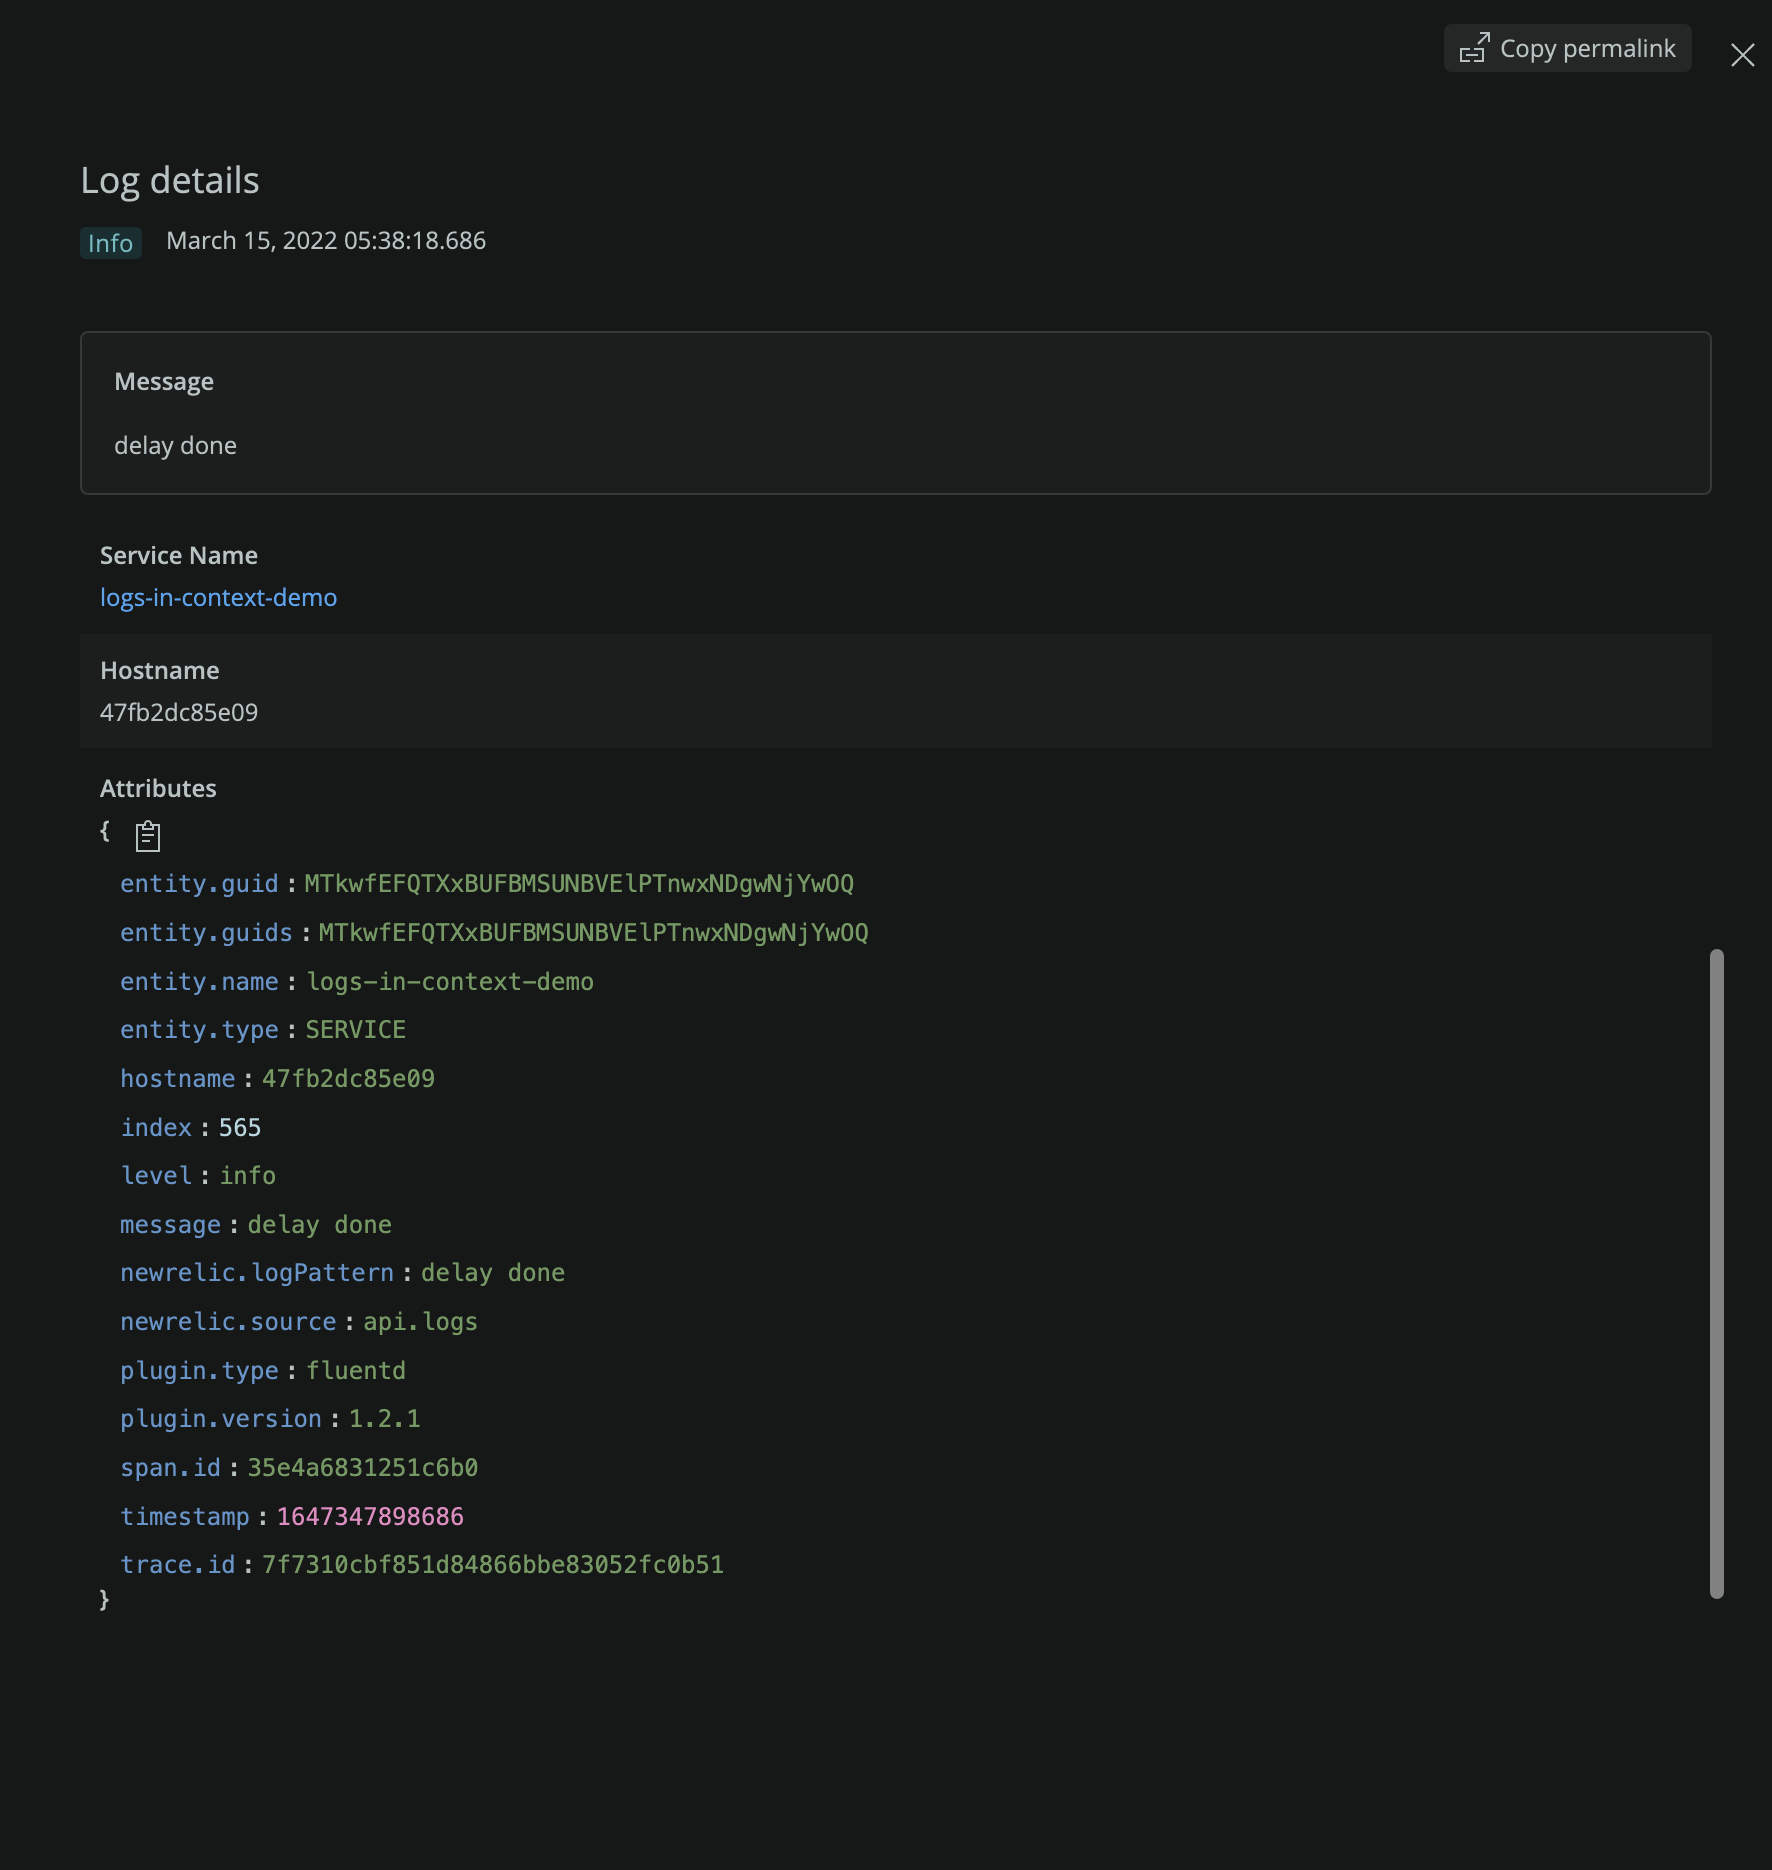 Copy permalink
Log details
Info March 15, 2022 05:38:18.686
Message
delay done
Service Name
logs-in-context-demo
Hostname
47fb2dc85e09
Attributes
{
entity.guid : MTkwfEFQTXxBUFBMSUNBVElPTnwxNDgwNjYwOQ
entity.guids : MTkwfEFQTXxBUFBMSUNBVElPTnwxNDgwNjYwOQ
entity.name : logs-in-context-demo
entity.type : SERVICE
hostname : 47fb2dc85e09
index : 565
level : info
message : delay done
newrelic.logPattern : delay done
newrelic.source : api.logs
plugin.type : fluentd
plugin.version : 1.2.1
span.id : 35e4a6831251c6b0
timestamp : 1647347898686
trace.id : 7f7310cbf851d84866bbe83052fc0b51
}